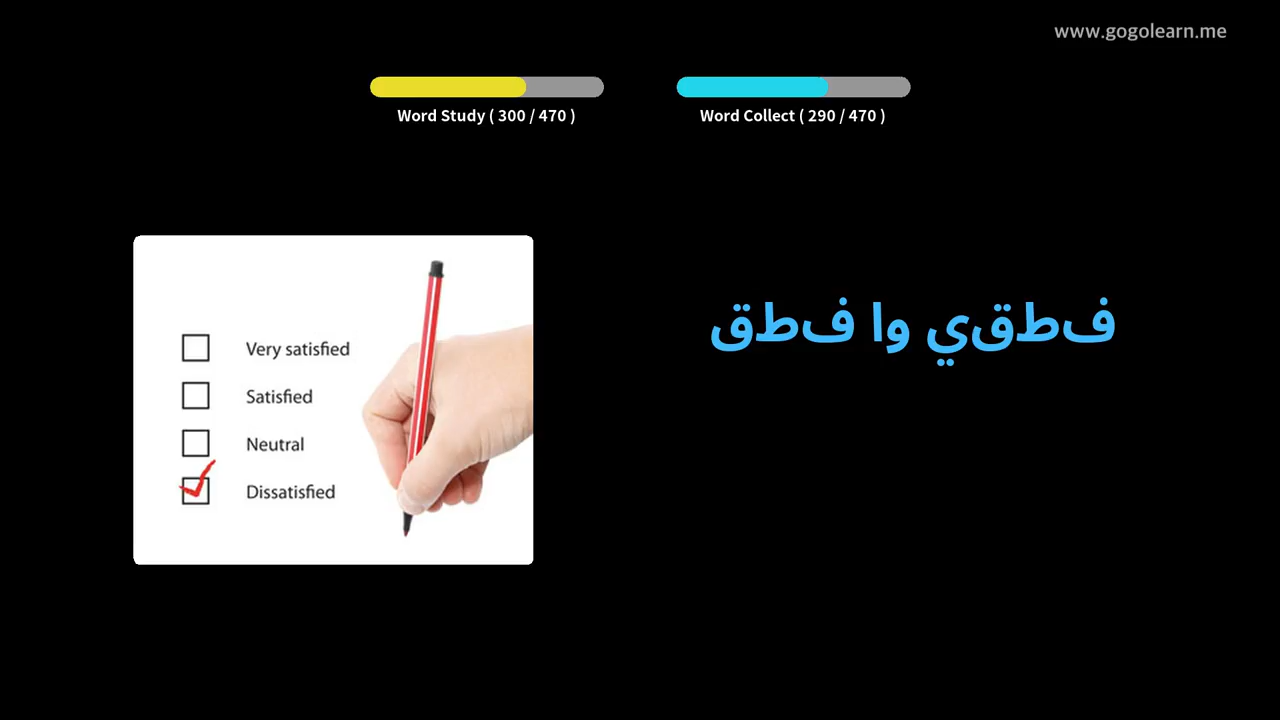 www.gogolearn.me
Word Study ( 300 / 470 )
Word Collect ( 290 / 470 )
Very satisfied
Satisfied
Neutral
Dissatisfied
فطقي وا فطق